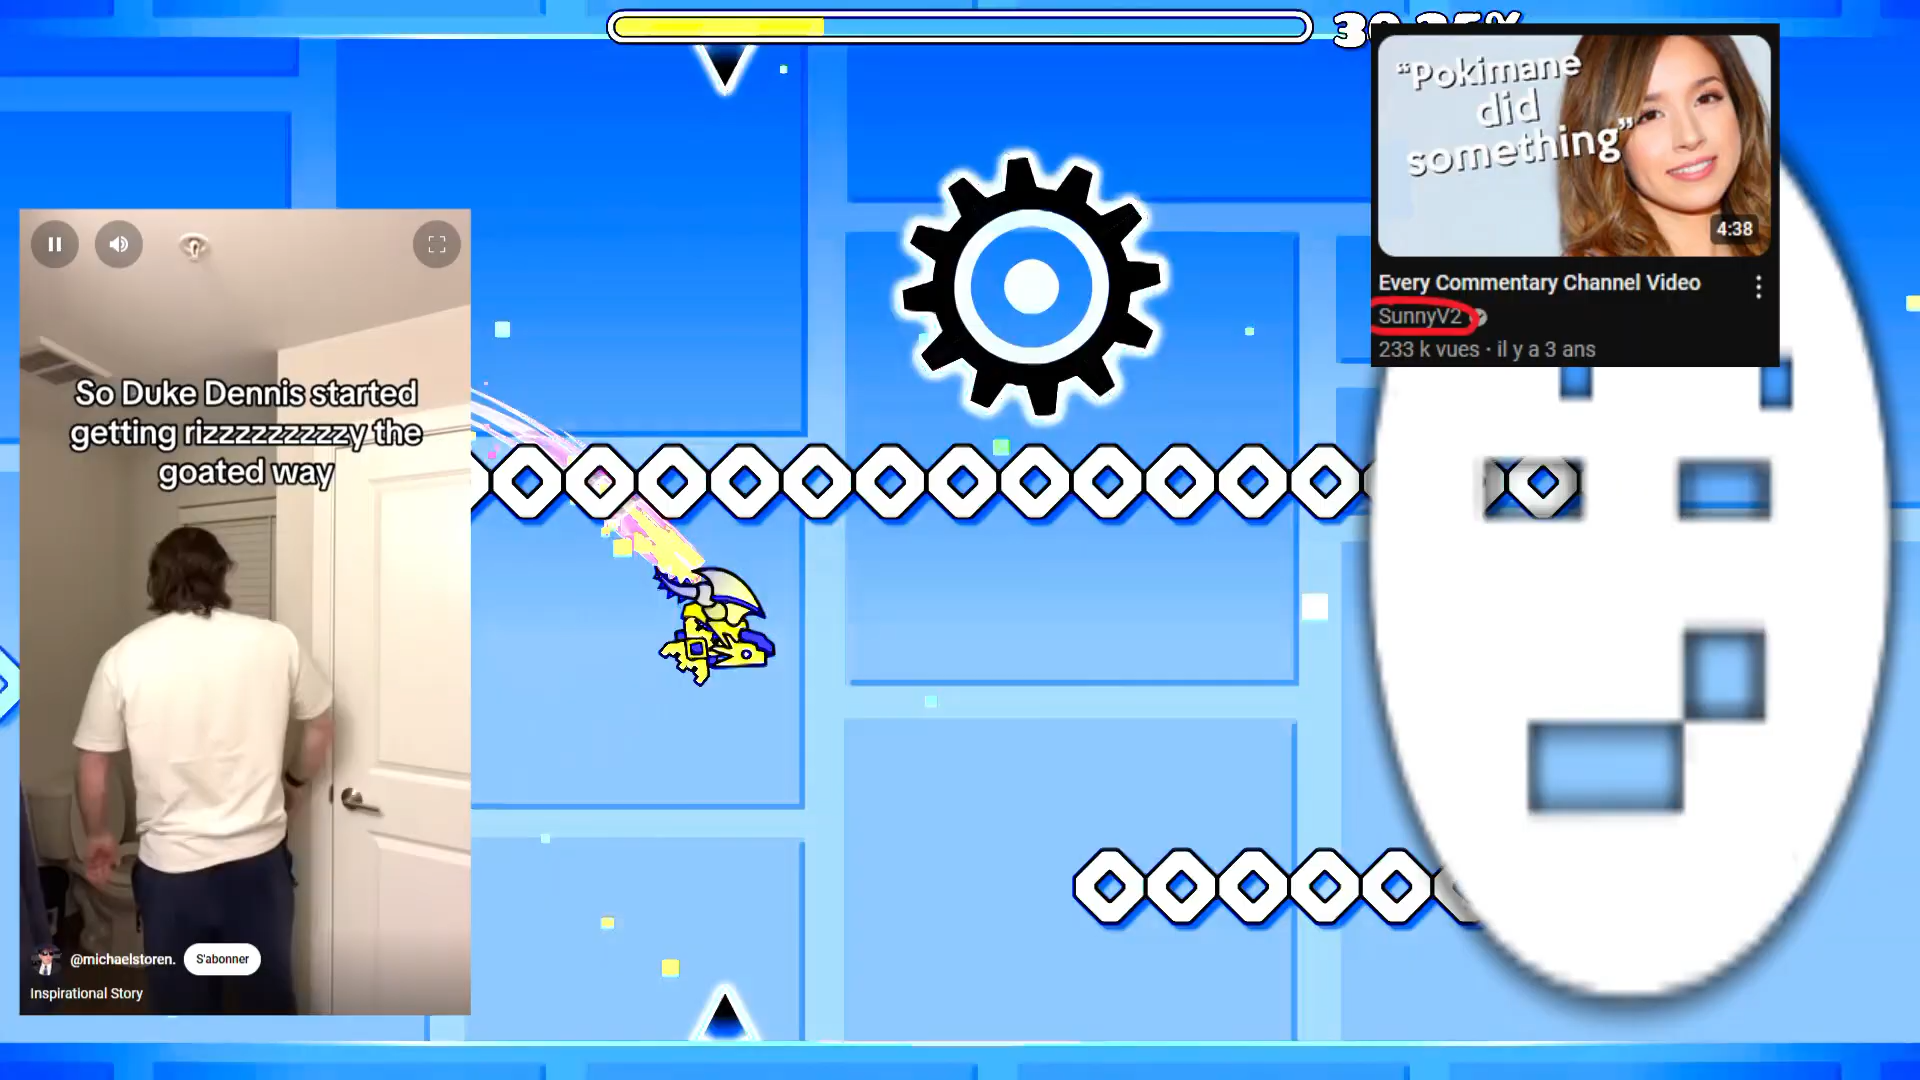 “Pokimane
did
something”
4:38
Every Commentary Channel Video
SunnyV2
233 k vues · il y a 3 ans
So Duke Dennis started
getting rizzzzzzzzzy the
goated way
@michaelstoren.
S'abonner
Inspirational Story